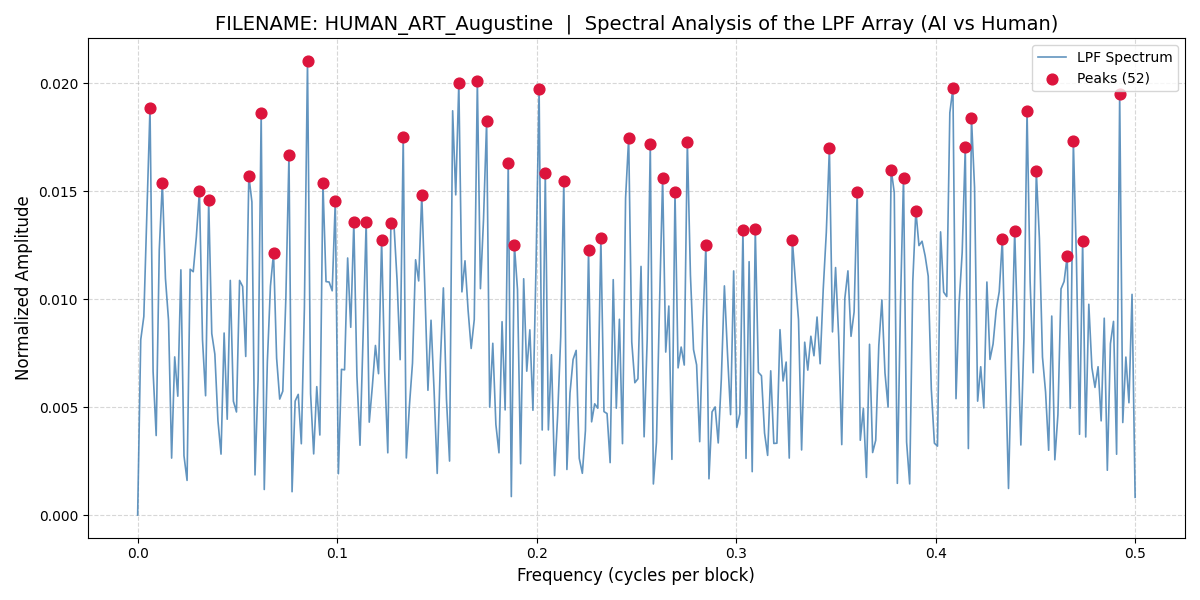 FILENAME: HUMAN_ART_Augustine | Spectral Analysis of the LPF Array (AI vs Human)
LPF Spectrum
Peaks (52)
Normalized Amplitude
0.020
0.015
0.010
0.005
0.000
0.0 0.1 0.2 0.3 0.4 0.5
Frequency (cycles per block)